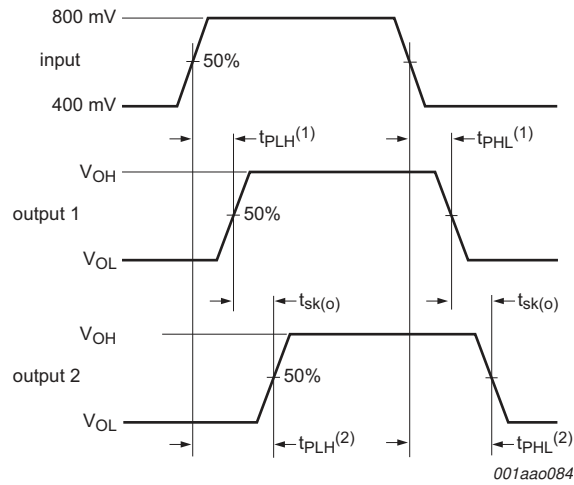 800 mV
input
50%
400 mV
tPLH(1)
tPHL(1)
VOH
output 1
50%
VOL
tsk(o)
tsk(o)
VOH
output 2
50%
VOL
tPLH(2)
tPHL(2)
001aao084